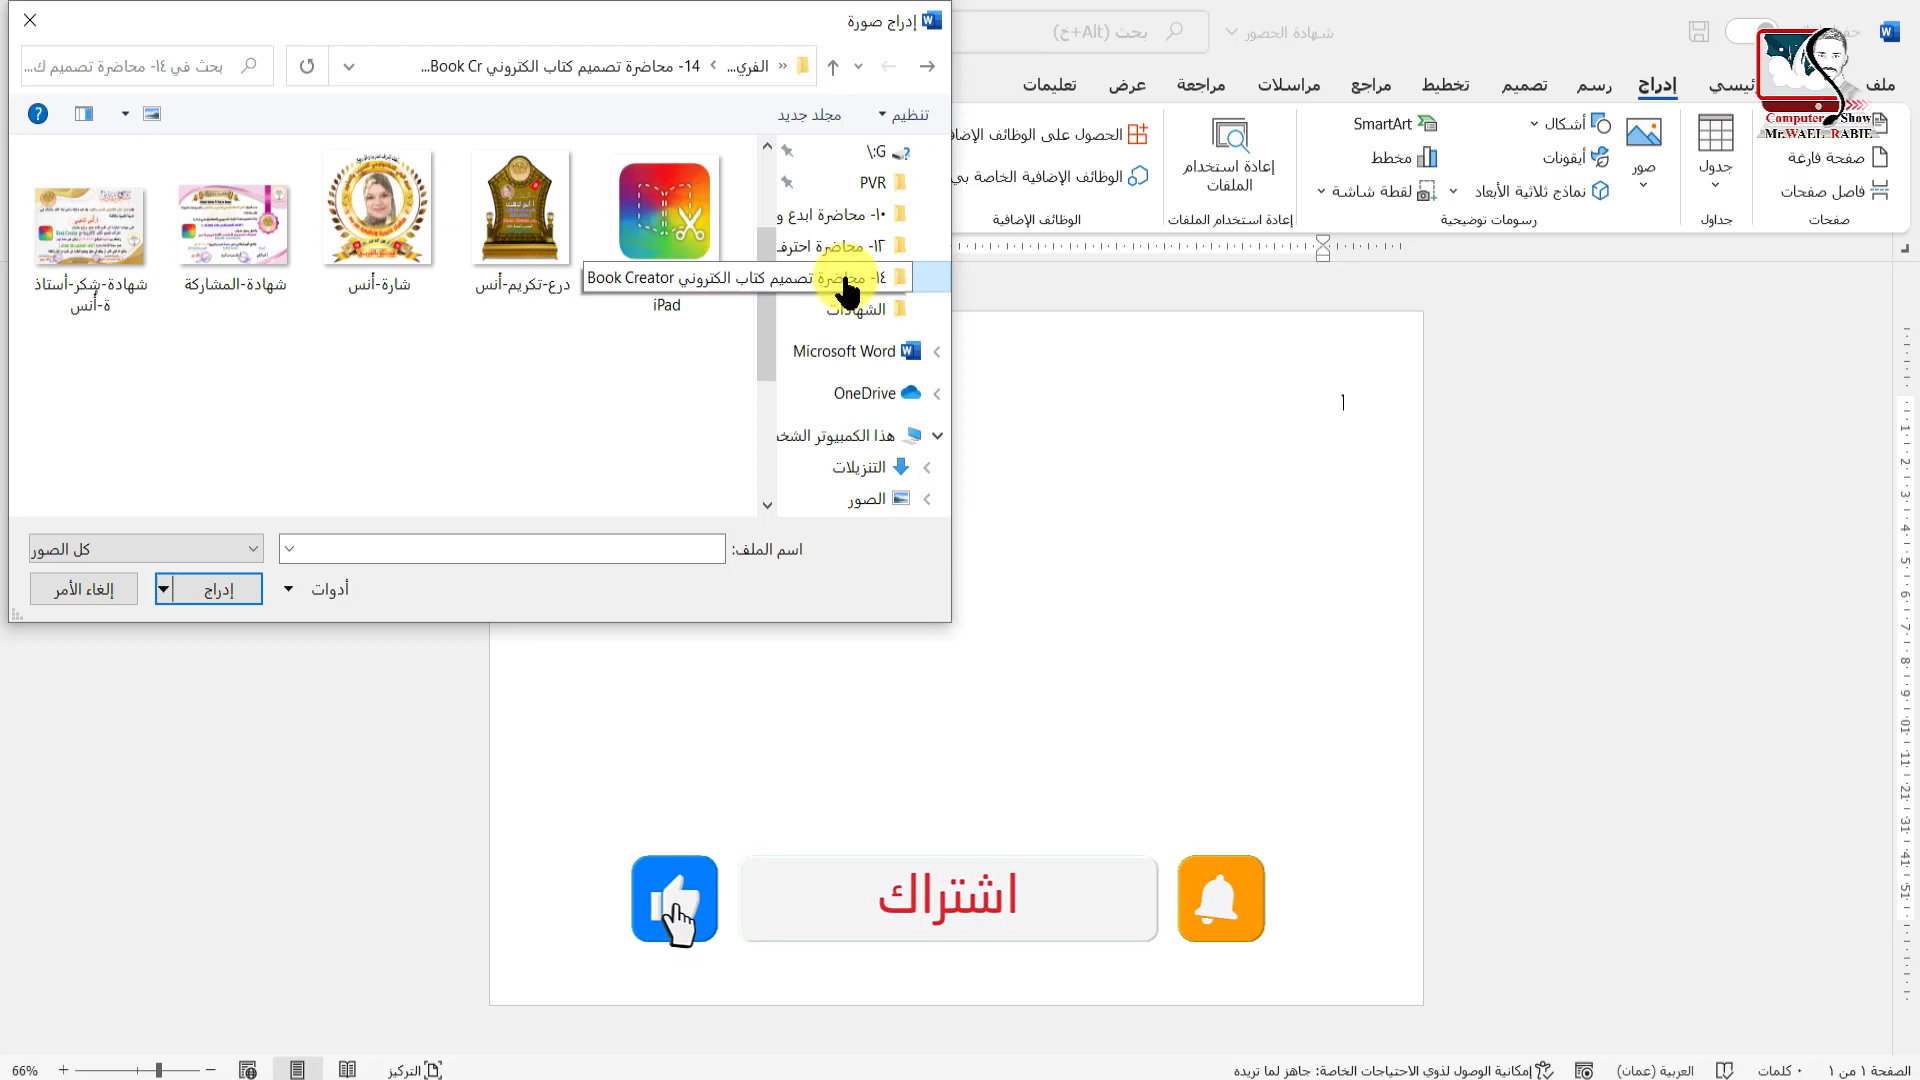 إدراج صورة
الفري...
14- محاضرة تصميم كتاب الكتروني Book Cr...
بحث في ١٤- محاضرة تصميم ك...
تنظيم
مجلد جديد
G:\
PVR
١٠- محاضرة ابدع و
١٢- محاضرة احترف
١٤- محاضرة تصميم كتاب الكتروني Book Creator
الشهادات
Microsoft Word
OneDrive
هذا الكمبيوتر الشخ
التنزيلات
الصور
iPad
درع-تكريم-أنس
شارة-أنس
شهادة-المشاركة
شهادة-شكر-أستاذ
ة-أنس
اسم الملف:
كل الصور
أدوات
إدراج
إلغاء الأمر
شهادة الحضور
بحث (Alt+خ)
ملف
إدراج
رسم
تصميم
تخطيط
مراجع
مراسلات
مراجعة
عرض
تعليمات
Computer Show
Mr.WAEL RABIE
صفحة فارغة
فاصل صفحات
صفحات
جدول
جداول
صور
أشكال
أيقونات
نماذج ثلاثية الأبعاد
SmartArt
مخطط
لقطة شاشة
رسومات توضيحية
إعادة استخدام
الملفات
إعادة استخدام الملفات
الحصول على الوظائف الإضاف
الوظائف الإضافية الخاصة بي
الوظائف الإضافية
اشتراك
الصفحة ١ من ١
٠ كلمات
العربية (عمان)
إمكانية الوصول لذوي الاحتياجات الخاصة: جاهز لما تريده
التركيز
66%